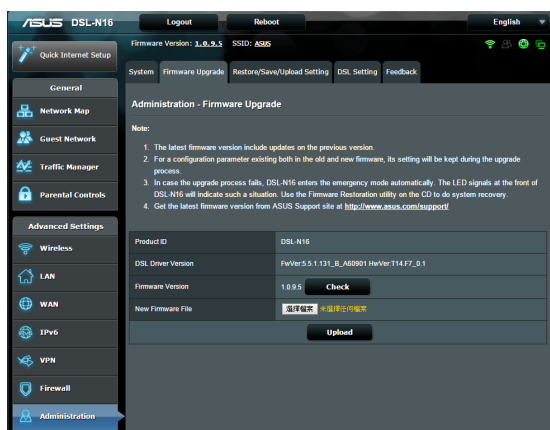 ASUS DSL-N16
Logout
Reboot
English
Firmware Version: 1.0.9.5 SSID: ASUS
Quick Internet Setup
System
Firmware Upgrade
Restore/Save/Upload Setting
DSL Setting
Feedback
General
Network Map
Guest Network
Traffic Manager
Parental Controls
Advanced Settings
Wireless
LAN
WAN
IPv6
VPN
Firewall
Administration
Administration - Firmware Upgrade
Note:
1. The latest firmware version include updates on the previous version.
2. For a configuration parameter existing both in the old and new firmware, its setting will be kept during the upgrade
process.
3. In case the upgrade process fails, DSL-N16 enters the emergency mode automatically. The LED signals at the front of
DSL-N16 will indicate such a situation. Use the Firmware Restoration utility on the CD to do system recovery.
4. Get the latest firmware version from ASUS Support site at http://www.asus.com/support/
Product ID DSL-N16
DSL Driver Version FwVer:5.5.1.131_B_A60901 HwVer:T14.F7_0.1
Firmware Version 1.0.9.5 Check
New Firmware File 選擇檔案 未選擇任何檔案
Upload